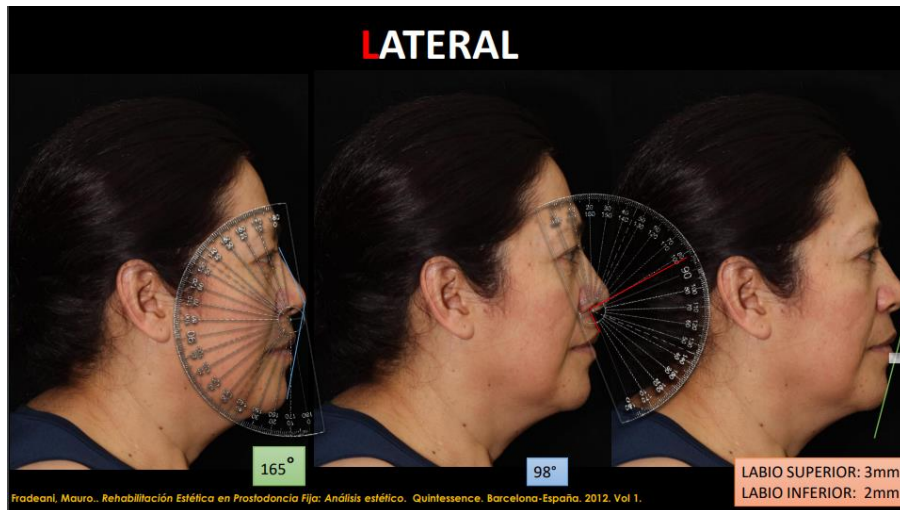 LATERAL
165°
98°
LABIO SUPERIOR: 3mm
LABIO INFERIOR: 2mm
Fradeani, Mauro.. Rehabilitación Estética en Prostodoncia Fija: Análisis estético. Quintessence. Barcelona-España. 2012. Vol 1.